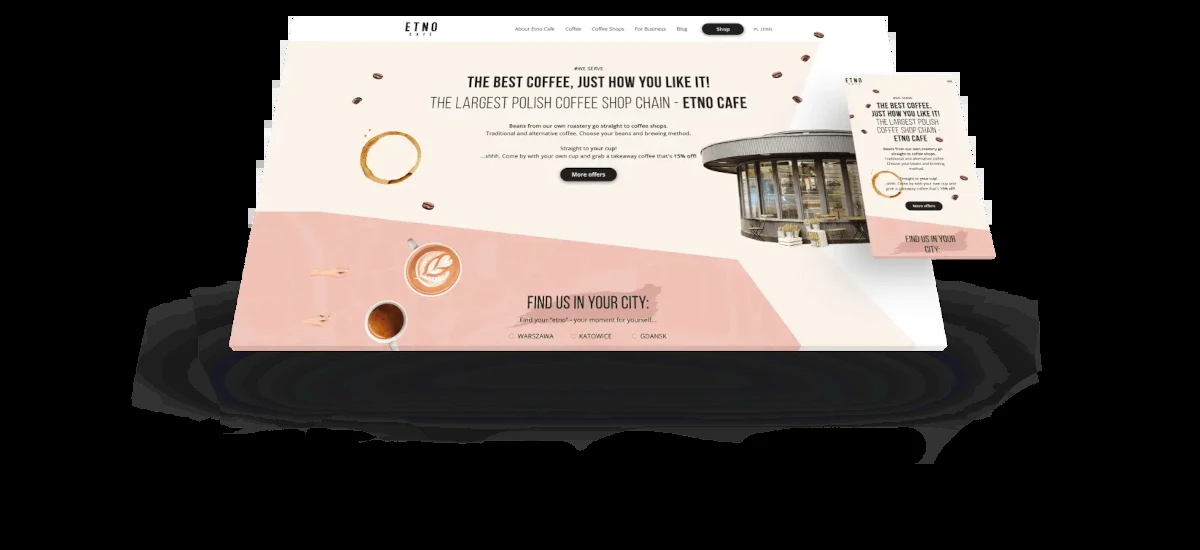 ETNO
CAFE
About Etno Cafe Coffee Coffee Shops For Business Blog Shop
#WE SERVE
THE BEST COFFEE, JUST HOW YOU LIKE IT!
THE LARGEST POLISH COFFEE SHOP CHAIN - ETNO CAFE
Beans from our own roastery go straight to coffee shops.
Traditional and alternative coffee. Choose your beans and brewing method.
Straight to your cup!
...shhh. Come by with your own cup and grab a takeaway coffee that's 15% off!
More offers
FIND US IN YOUR CITY:
Find your "etno" - your moment for yourself...
WARSZAWA KATOWICE GDANSK
ETNO
#WE SERVE
THE BEST COFFEE,
JUST HOW YOU LIKE IT!
THE LARGEST POLISH
COFFEE SHOP CHAIN -
ETNO CAFE
Beans from our own roastery go
straight to coffee shops.
Traditional and alternative coffee.
Choose your beans and brewing
method.
Straight to your cup!
...shhh. Come by with your own cup and
grab a takeaway coffee that's 15% off!
More offers
FIND US IN YOUR
CITY: